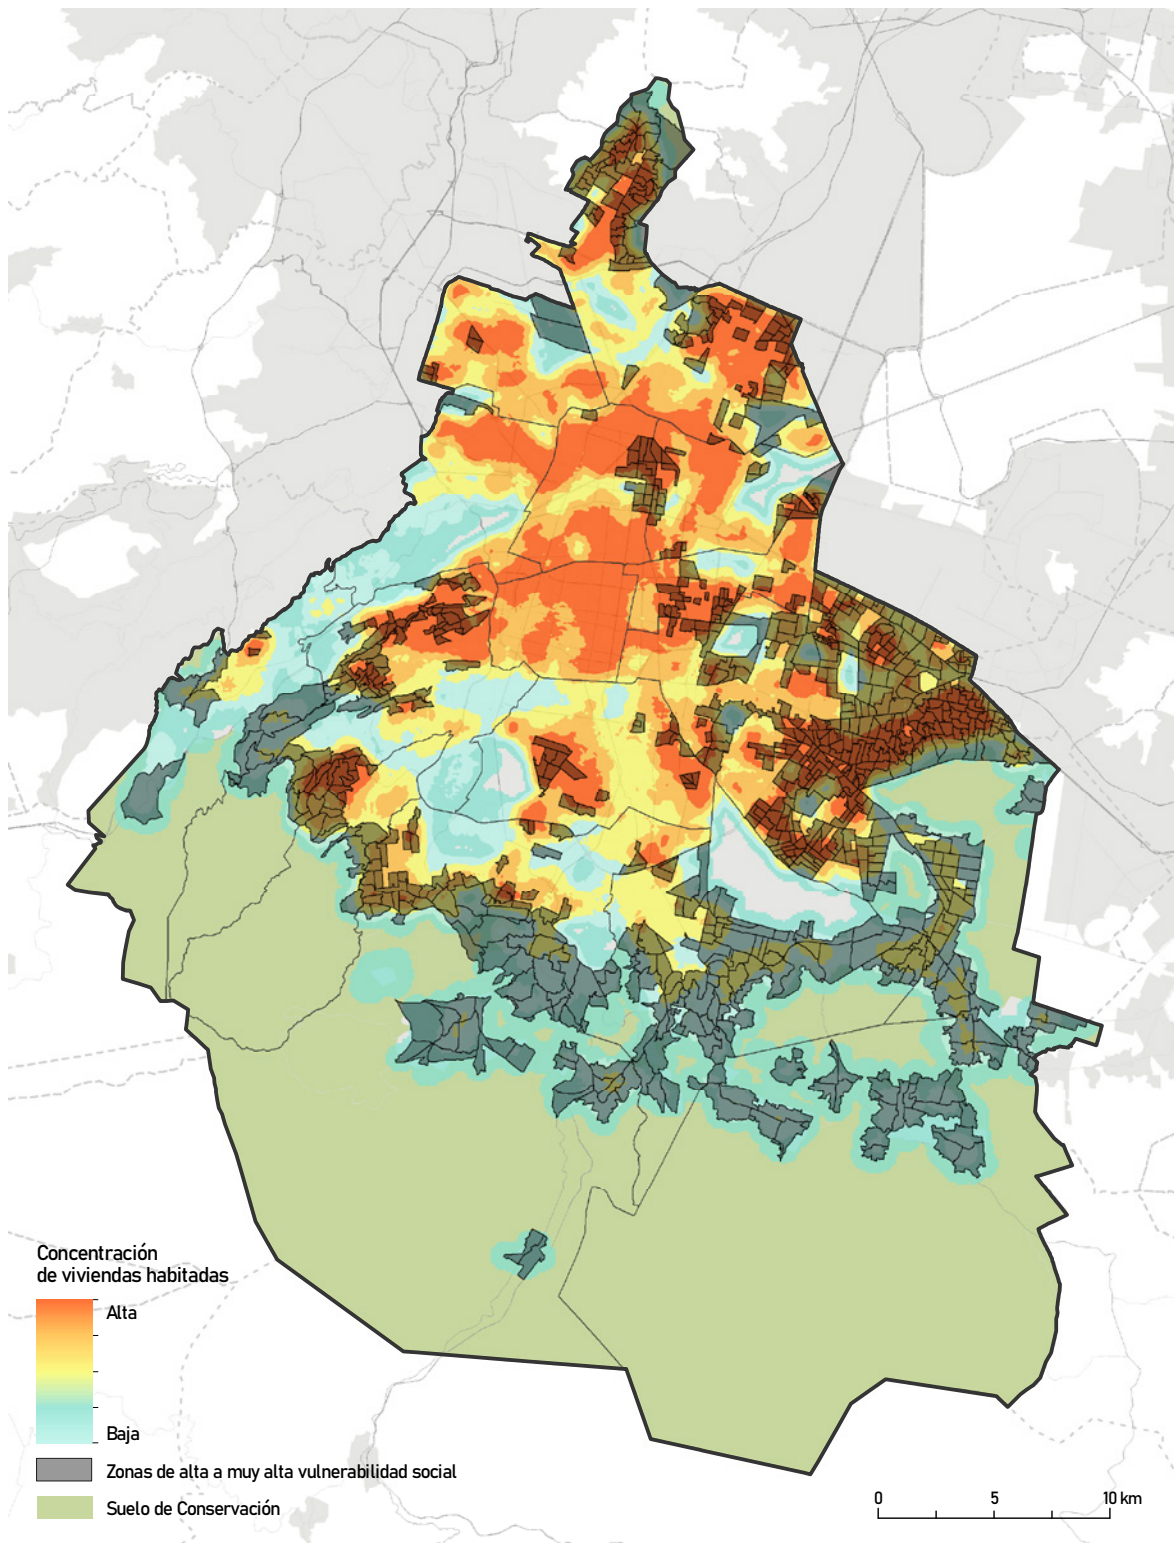 Concentración
de viviendas habitadas
Alta
Baja
Zonas de alta a muy alta vulnerabilidad social
Suelo de Conservación
0 5 10 km